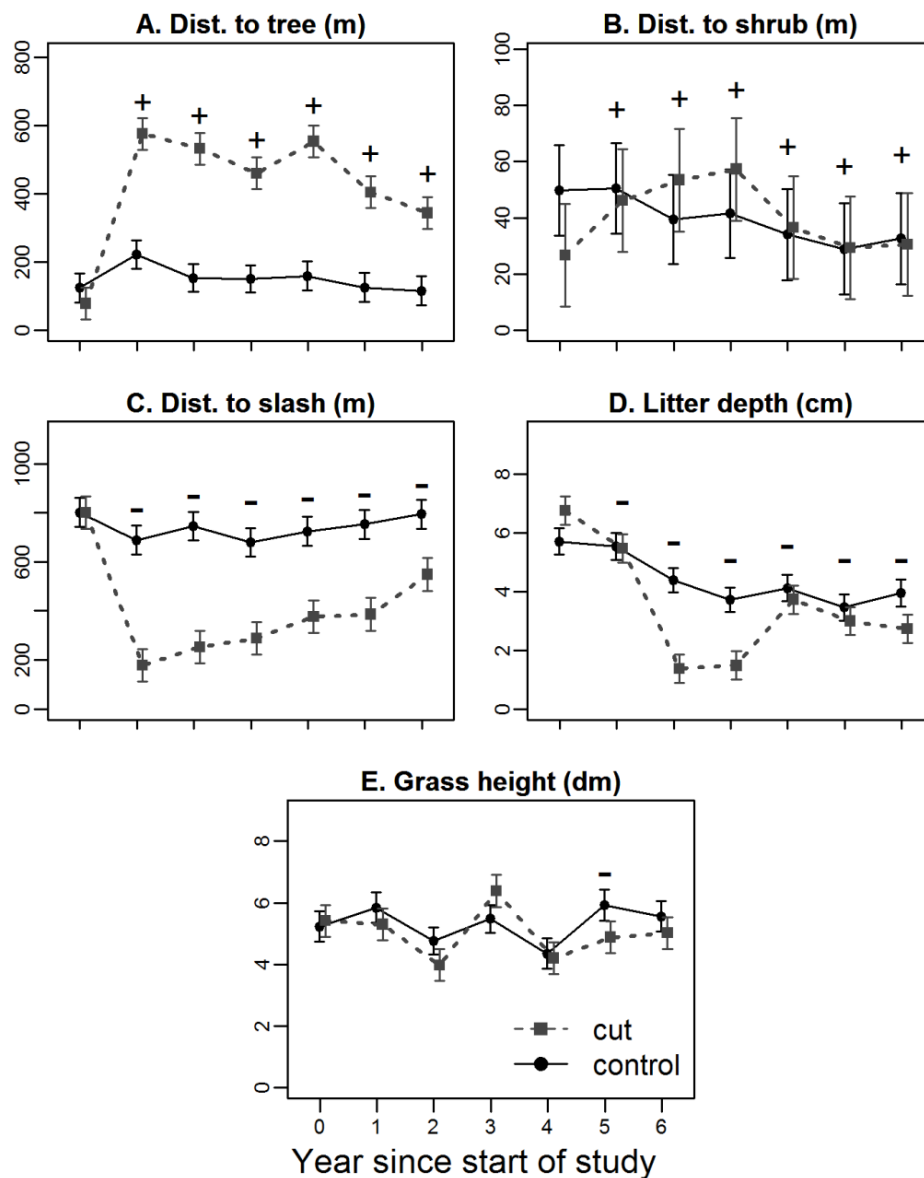 A. Dist. to tree (m)
B. Dist. to shrub (m)
800
600
400
200
0
+ + + + + +
100
80
60
40
20
0
+ + + + + +
C. Dist. to slash (m)
D. Litter depth (cm)
1000
600
200
0
- - - - - -
8
6
4
2
0
- - - - - -
E. Grass height (dm)
8
6
4
2
0
-
cut
control
0 1 2 3 4 5 6
Year since start of study